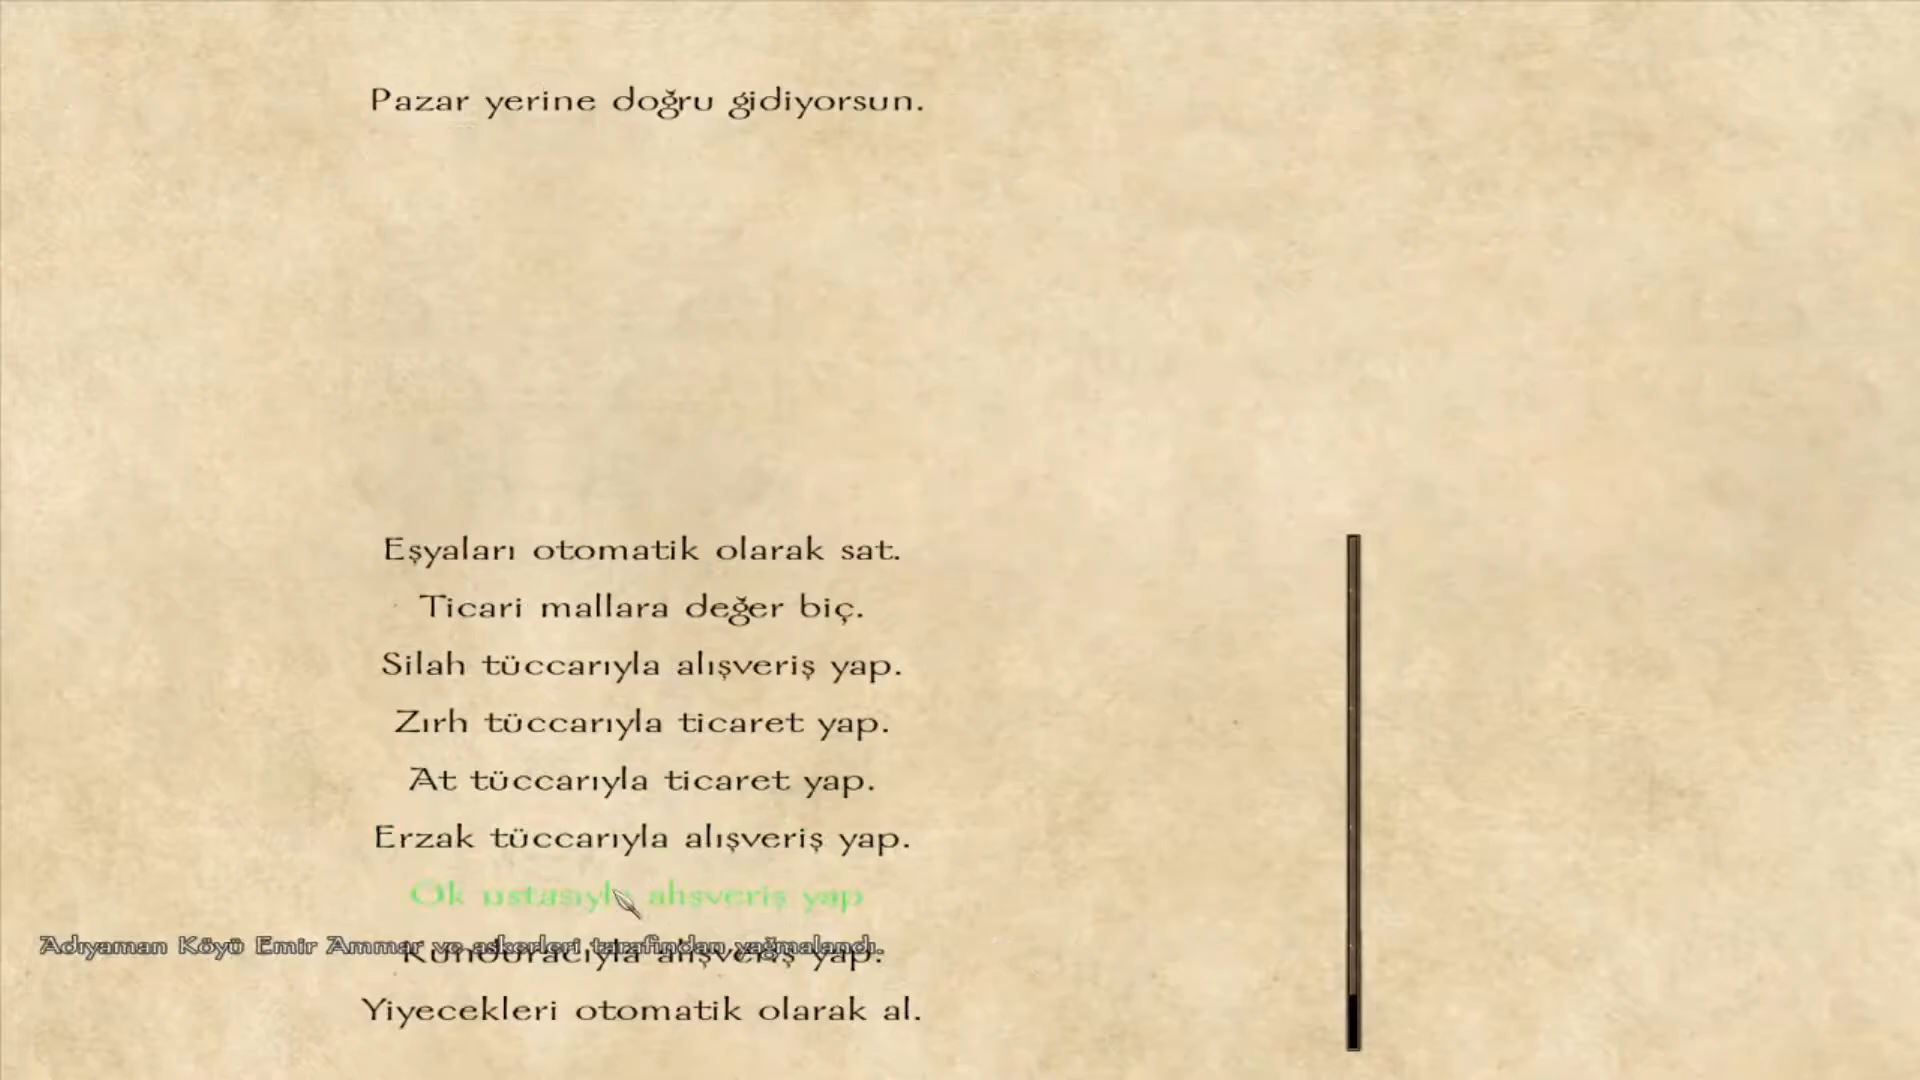 Pazar yerine doğru gidiyorsun.
Eşyaları otomatik olarak sat.
Ticari mallara değer biç.
Silah tüccarıyla alışveriş yap.
Zırh tüccarıyla ticaret yap.
At tüccarıyla ticaret yap.
Erzak tüccarıyla alışveriş yap.
Ok ustasıyla alışveriş yap
Adıyaman Köyü Emir Ammar ve askerleri tarafından yağmalandı.
Kunduracıyla alışveriş yap.
Yiyecekleri otomatik olarak al.